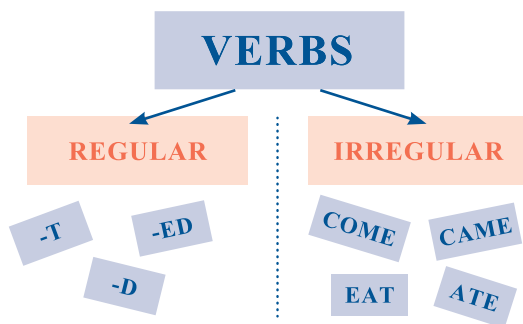 VERBS
REGULAR
IRREGULAR
-T
-ED
-D
COME
CAME
EAT
ATE